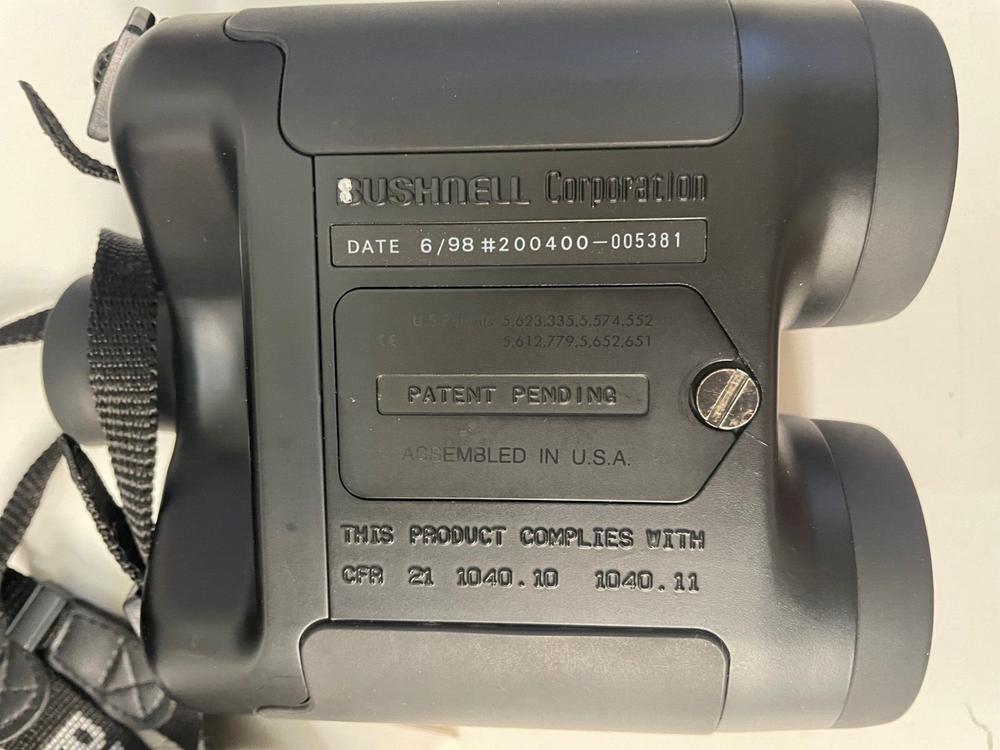 BUSHNELL Corporation
DATE 6/98 #200400-005381
U.S. Patents 5,623,335,5,574,552
CE 5,612,779,5,652,651
PATENT PENDING
ASSEMBLED IN U.S.A.
THIS PRODUCT COMPLIES WITH
CFR 21 1040.10 1040.11